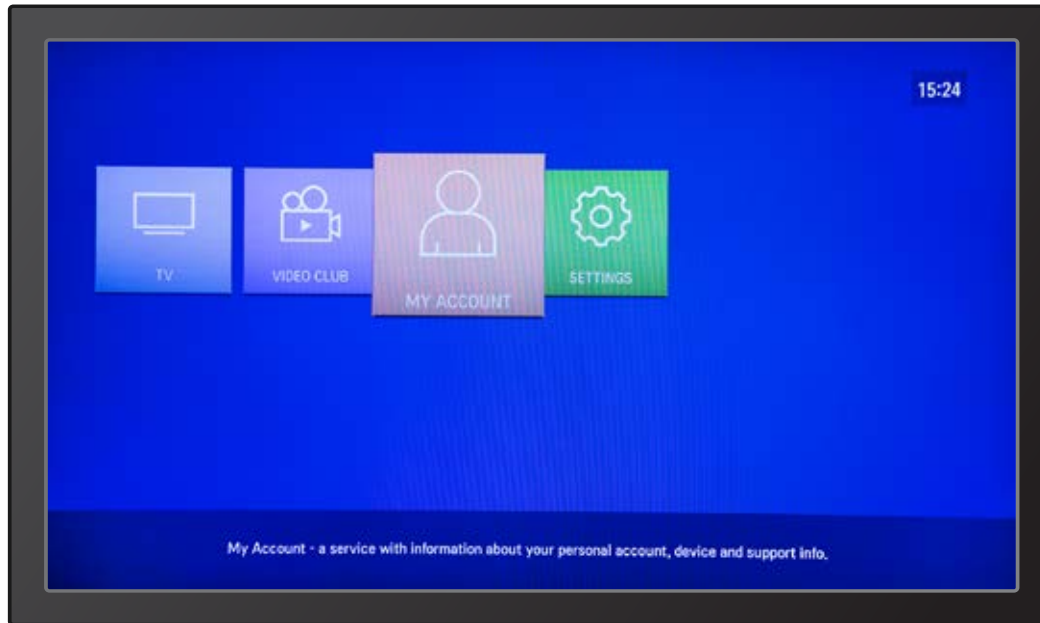 15:24
TV
VIDEO CLUB
MY ACCOUNT
SETTINGS
My Account - a service with information about your personal account, device and support info.